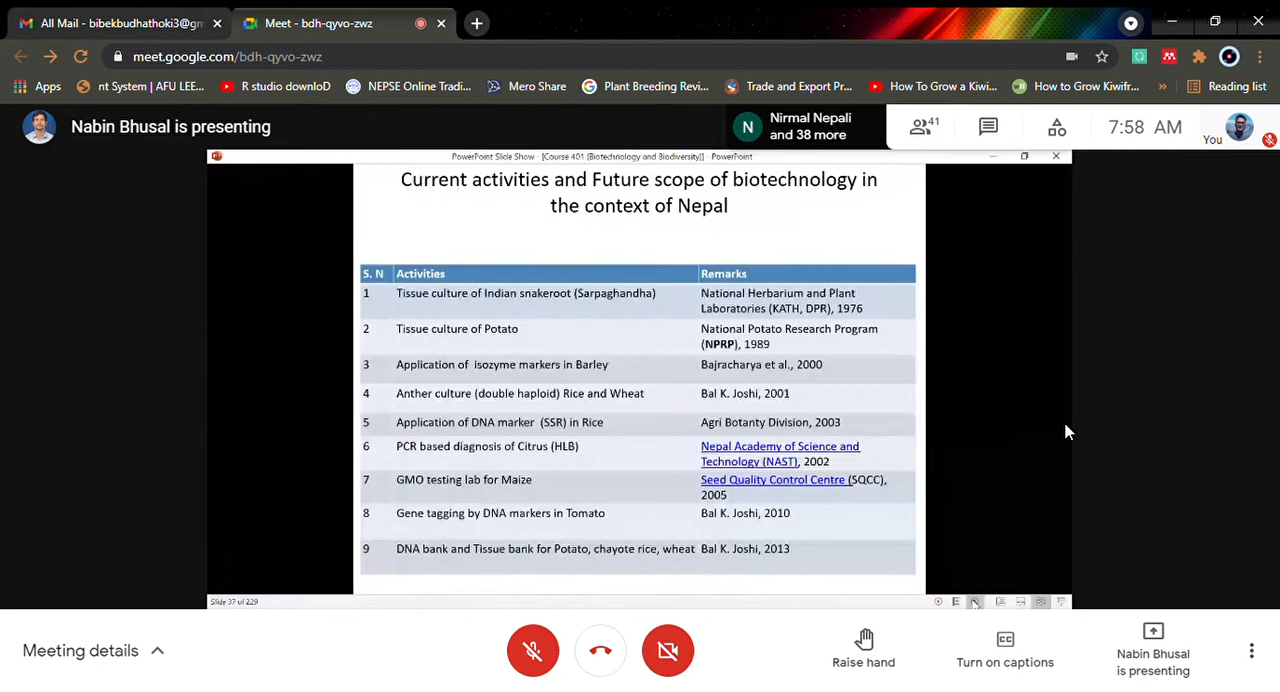 All Mail - bibekbudhathoki3@gm
Meet - bdh-qyvo-zwz
meet.google.com/bdh-qyvo-zwz
Apps
nt System | AFU LEE...
R studio downloD
NEPSE Online Tradi...
Mero Share
Plant Breeding Revi...
Trade and Export Pr...
How To Grow a Kiwi...
How to Grow Kiwifr...
»
Reading list
Nabin Bhusal is presenting
N
Nirmal Nepali
and 38 more
41
7:58 AM
You
PowerPoint Slide Show - [Course 401 [Biotechnology and Biodiversity]] - PowerPoint
Current activities and Future scope of biotechnology in
the context of Nepal
S. N Activities Remarks
1 Tissue culture of Indian snakeroot (Sarpaghandha) National Herbarium and Plant
Laboratories (KATH, DPR), 1976
2 Tissue culture of Potato National Potato Research Program
(NPRP), 1989
3 Application of isozyme markers in Barley Bajracharya et al., 2000
4 Anther culture (double haploid) Rice and Wheat Bal K. Joshi, 2001
5 Application of DNA marker (SSR) in Rice Agri Botanty Division, 2003
6 PCR based diagnosis of Citrus (HLB) Nepal Academy of Science and
Technology (NAST), 2002
7 GMO testing lab for Maize Seed Quality Control Centre (SQCC),
2005
8 Gene tagging by DNA markers in Tomato Bal K. Joshi, 2010
9 DNA bank and Tissue bank for Potato, chayote rice, wheat Bal K. Joshi, 2013
Slide 37 of 229
Meeting details
Raise hand
CC
Turn on captions
Nabin Bhusal
is presenting